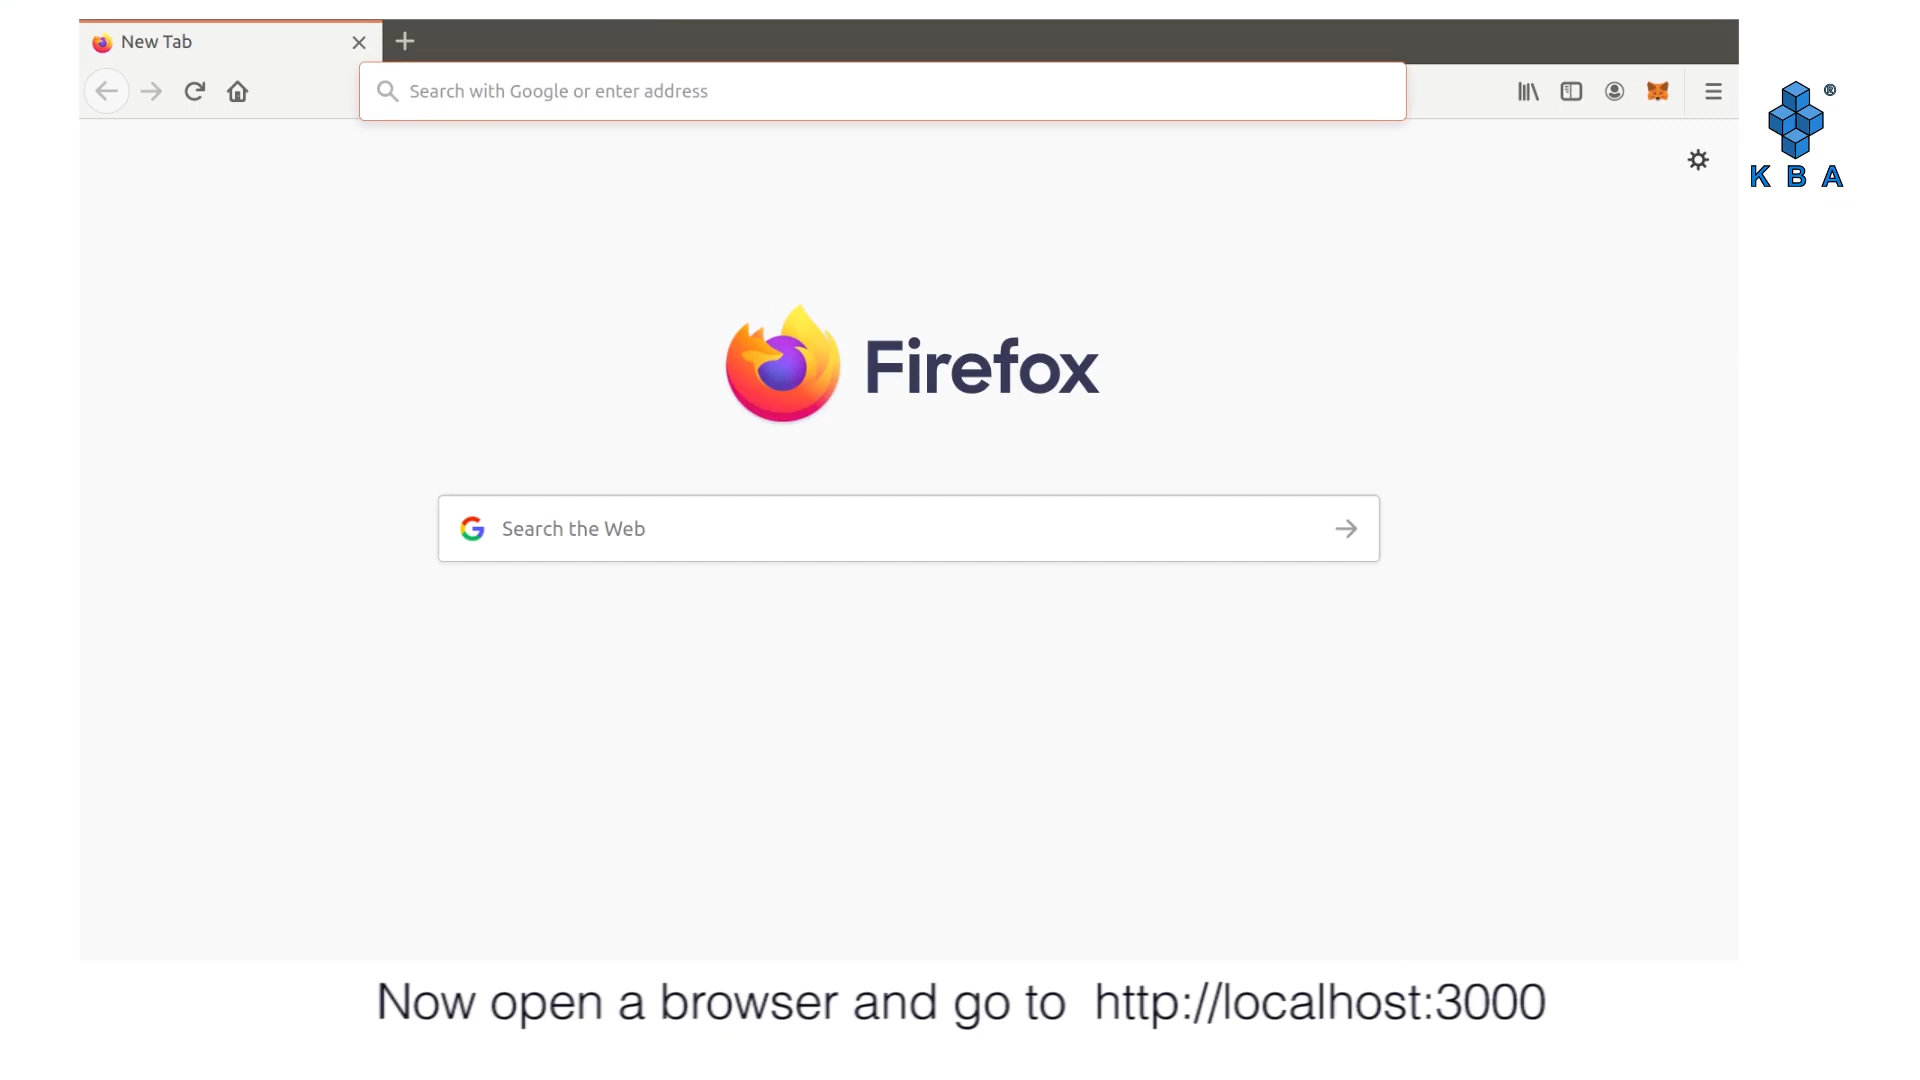 New Tab
Search with Google or enter address
®
K B A
Firefox
Search the Web
Now open a browser and go to http://localhost:3000